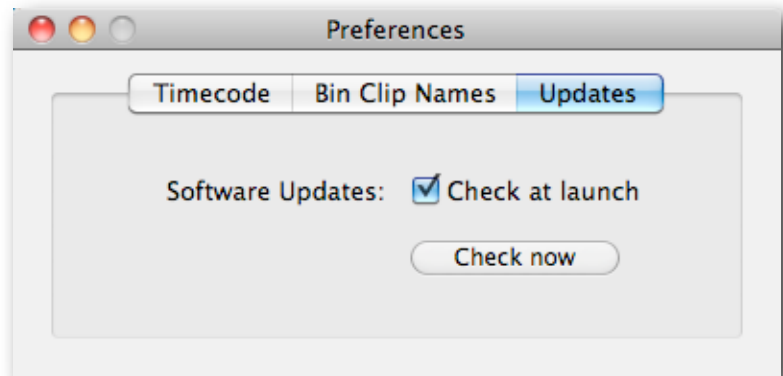 Preferences
Timecode Bin Clip Names Updates
Software Updates: Check at launch
Check now